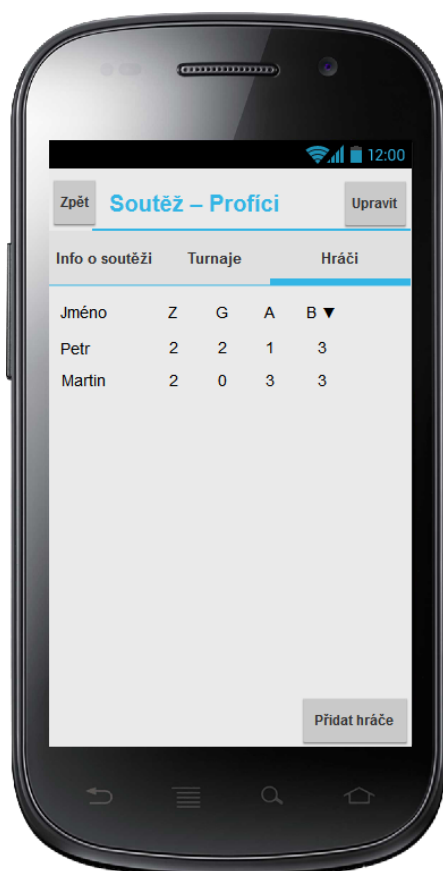 12:00
Zpět Soutěž – Profíci Upravit
Info o soutěži Turnaje Hráči
Jméno Z G A B ▼
Petr 2 2 1 3
Martin 2 0 3 3
Přidat hráče